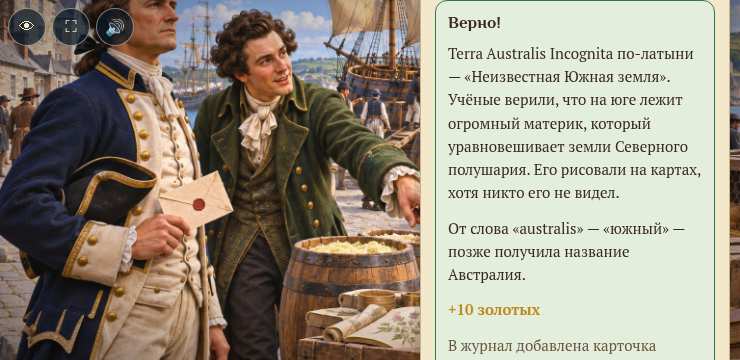 Верно!
Terra Australis Incognita по-латыни
— «Неизвестная Южная земля».
Учёные верили, что на юге лежит
огромный материк, который
уравновешивает земли Северного
полушария. Его рисовали на картах,
хотя никто его не видел.
От слова «australis» — «южный» —
позже получила название
Австралия.
+10 золотых
В журнал добавлена карточка